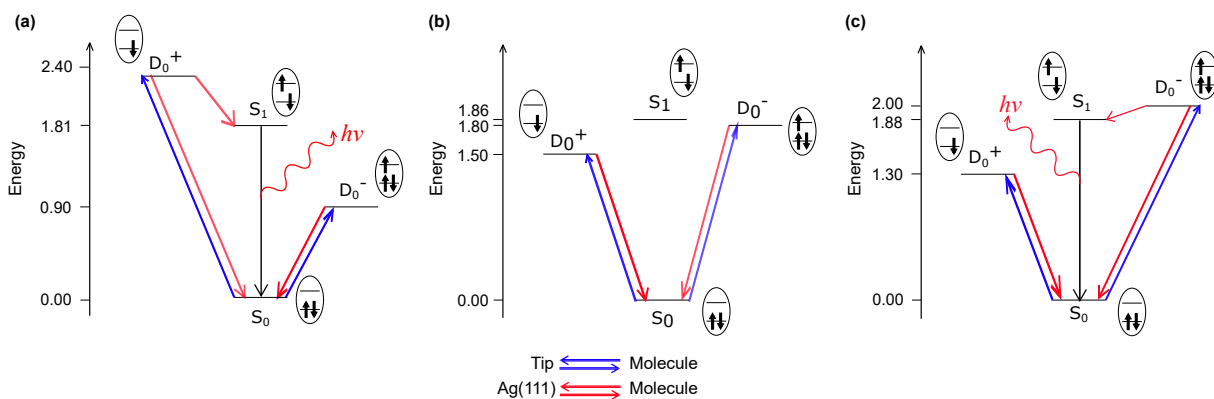 (a)
Energy
2.40
1.81
0.90
0.00
D₀⁺
S₁
hν
D₀⁻
S₀
(b)
Energy
1.86
1.80
1.50
0.00
S₁
D₀⁺
D₀⁻
S₀
(c)
Energy
2.00
1.88
1.30
0.00
S₁
D₀⁻
hν
D₀⁺
S₀
Tip Molecule
Ag(111) Molecule